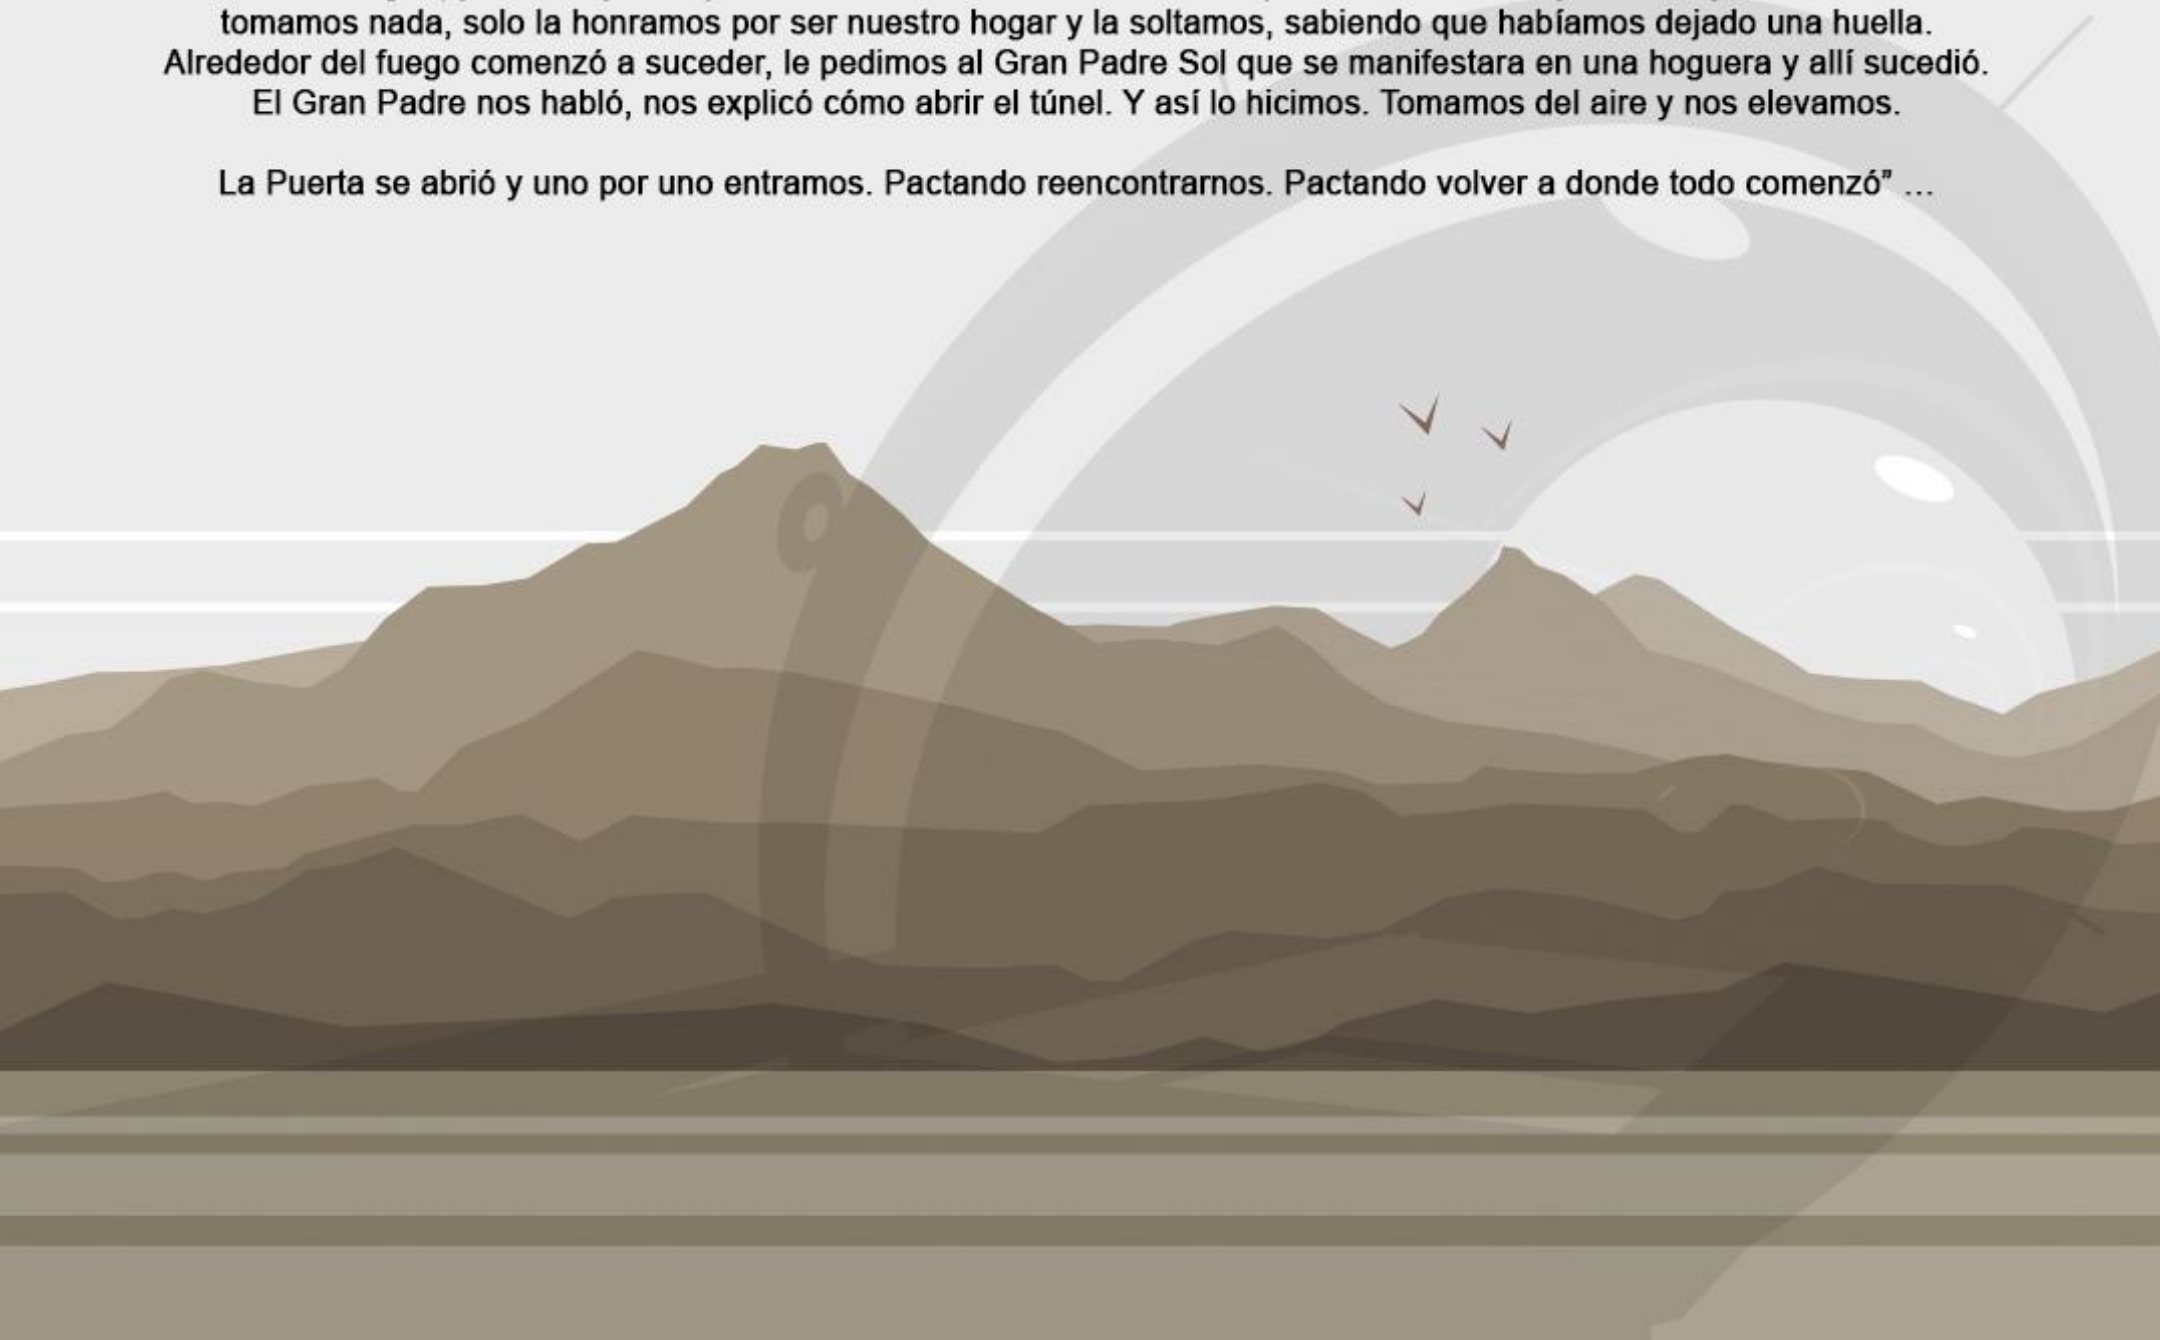 tomamos nada, solo la honramos por ser nuestro hogar y la soltamos, sabiendo que habíamos dejado una huella.
Alrededor del fuego comenzó a suceder, le pedimos al Gran Padre Sol que se manifestara en una hoguera y allí sucedió.
El Gran Padre nos habló, nos explicó cómo abrir el túnel. Y así lo hicimos. Tomamos del aire y nos elevamos.
La Puerta se abrió y uno por uno entramos. Pactando reencontrarnos. Pactando volver a donde todo comenzó” ...